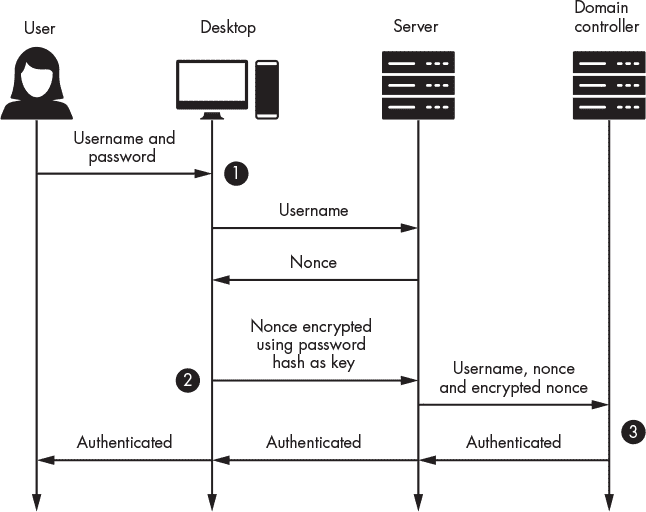 User
Desktop
Server
Domain
controller
Username and
password
1
Username
Nonce
Nonce encrypted
using password
hash as key
2
Username, nonce
and encrypted nonce
3
Authenticated
Authenticated
Authenticated